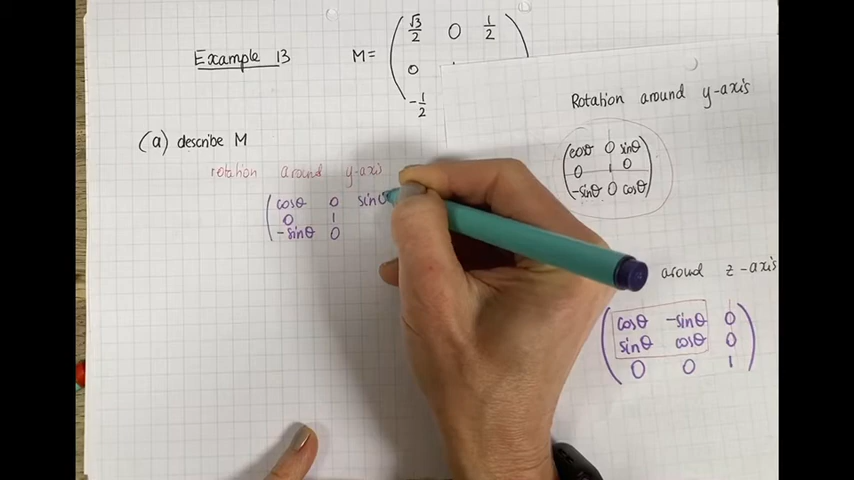 Example 13
M=
√3/2 0 1/2
0
-1/2
(a) describe M
rotation around y-axis
cosθ 0 sinθ
0 1
-sinθ 0
Rotation around y-axis
cosθ 0 sinθ
0 1 0
-sinθ 0 cosθ
around z-axis
cosθ -sinθ 0
sinθ cosθ 0
0 0 1